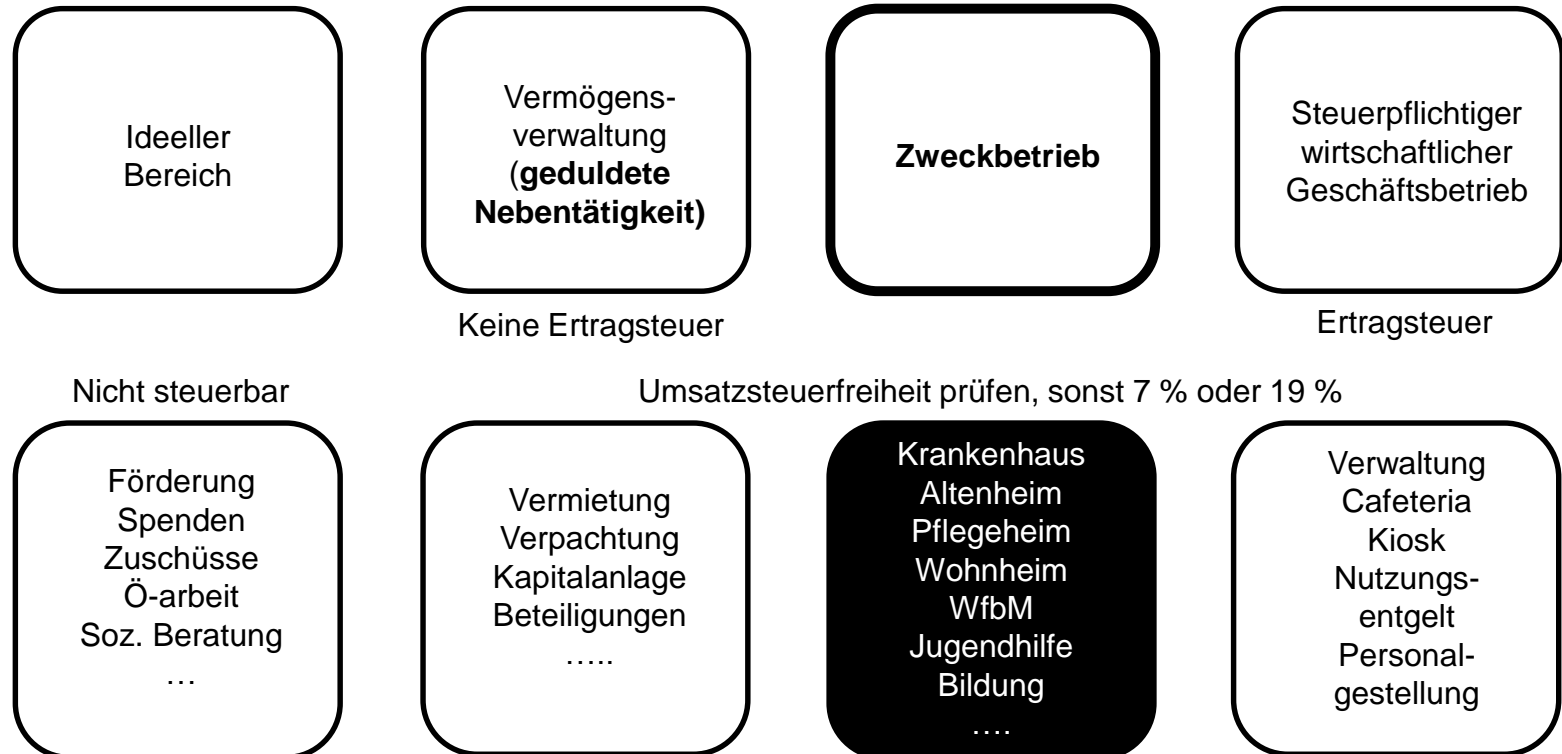 Ideeller
Bereich
Vermögens-
verwaltung
(geduldete
Nebentätigkeit)
Zweckbetrieb
Steuerpflichtiger
wirtschaftlicher
Geschäftsbetrieb
Keine Ertragsteuer
Ertragsteuer
Nicht steuerbar
Umsatzsteuerfreiheit prüfen, sonst 7 % oder 19 %
Förderung
Spenden
Zuschüsse
Ö-arbeit
Soz. Beratung
…
Vermietung
Verpachtung
Kapitalanlage
Beteiligungen
…..
Krankenhaus
Altenheim
Pflegeheim
Wohnheim
WfbM
Jugendhilfe
Bildung
….
Verwaltung
Cafeteria
Kiosk
Nutzungs-
entgelt
Personal-
gestellung